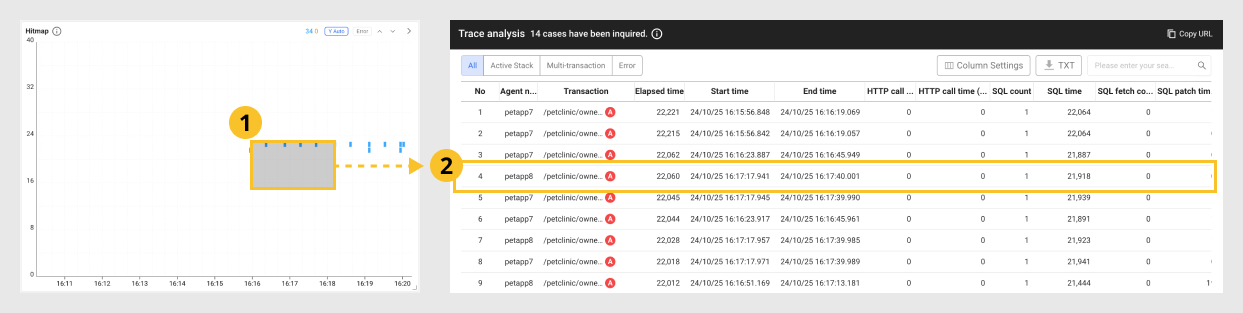 Hitmap
34 0 Y Auto Error
40
32
24
16
8
0
16:11 16:12 16:13 16:14 16:15 16:16 16:17 16:18 16:19 16:20
1
2
Trace analysis 14 cases have been inquired. Copy URL
All Active Stack Multi-transaction Error Column Settings TXT Please enter your sea...
No Agent n... Transaction Elapsed time Start time End time HTTP call ... HTTP call time (... SQL count SQL time SQL fetch co... SQL patch tim
1 petapp7 /petclinic/owne... A 22,221 24/10/25 16:15:56.848 24/10/25 16:16:19.069 0 0 1 22,064 0
2 petapp7 /petclinic/owne... A 22,215 24/10/25 16:15:56.842 24/10/25 16:16:19.057 0 0 1 22,064 0
3 petapp7 /petclinic/owne... A 22,062 24/10/25 16:16:23.887 24/10/25 16:16:45.949 0 0 1 21,887 0
4 petapp8 /petclinic/owne... A 22,060 24/10/25 16:17:17.941 24/10/25 16:17:40.001 0 0 1 21,918 0
5 petapp7 /petclinic/owne... A 22,045 24/10/25 16:17:17.945 24/10/25 16:17:39.990 0 0 1 21,939 0
6 petapp7 /petclinic/owne... A 22,044 24/10/25 16:16:23.917 24/10/25 16:16:45.961 0 0 1 21,891 0
7 petapp8 /petclinic/owne... A 22,028 24/10/25 16:17:17.957 24/10/25 16:17:39.985 0 0 1 21,923 0
8 petapp8 /petclinic/owne... A 22,018 24/10/25 16:17:17.971 24/10/25 16:17:39.989 0 0 1 21,941 0
9 petapp8 /petclinic/owne... A 22,012 24/10/25 16:16:51.169 24/10/25 16:17:13.181 0 0 1 21,444 0